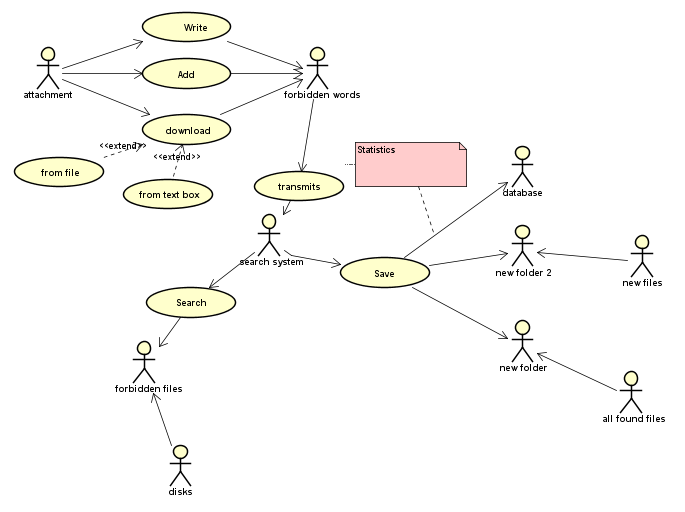 Write
attachment
Add
forbidden words
download
<<extend>>
<<extend>>
Statistics
from file
from text box
transmits
database
search system
Save
new folder 2
new files
Search
new folder
forbidden files
all found files
disks